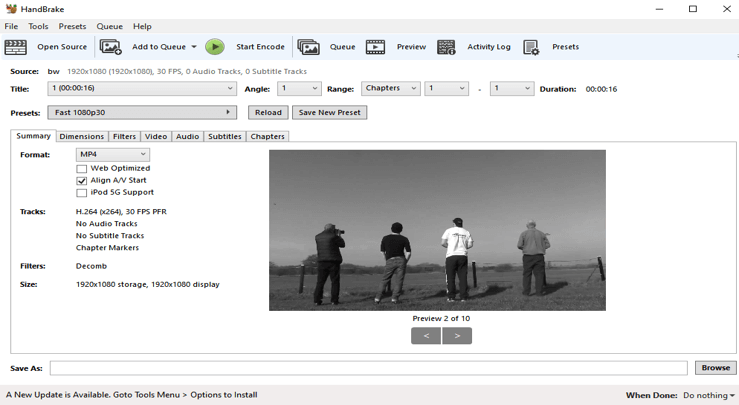 HandBrake
File Tools Presets Queue Help
Open Source Add to Queue Start Encode Queue Preview Activity Log Presets
Source: bw 1920x1080 (1920x1080), 30 FPS, 0 Audio Tracks, 0 Subtitle Tracks
Title: 1 (00:00:16) Angle: 1 Range: Chapters 1 - 1 Duration: 00:00:16
Presets: Fast 1080p30 Reload Save New Preset
Summary Dimensions Filters Video Audio Subtitles Chapters
Format: MP4
Web Optimized
Align A/V Start
iPod 5G Support
Tracks: H.264 (x264), 30 FPS PFR
No Audio Tracks
No Subtitle Tracks
Chapter Markers
Filters: Decomb
Size: 1920x1080 storage, 1920x1080 display
Preview 2 of 10
< >
Save As: Browse
A New Update is Available. Goto Tools Menu > Options to Install When Done: Do nothing